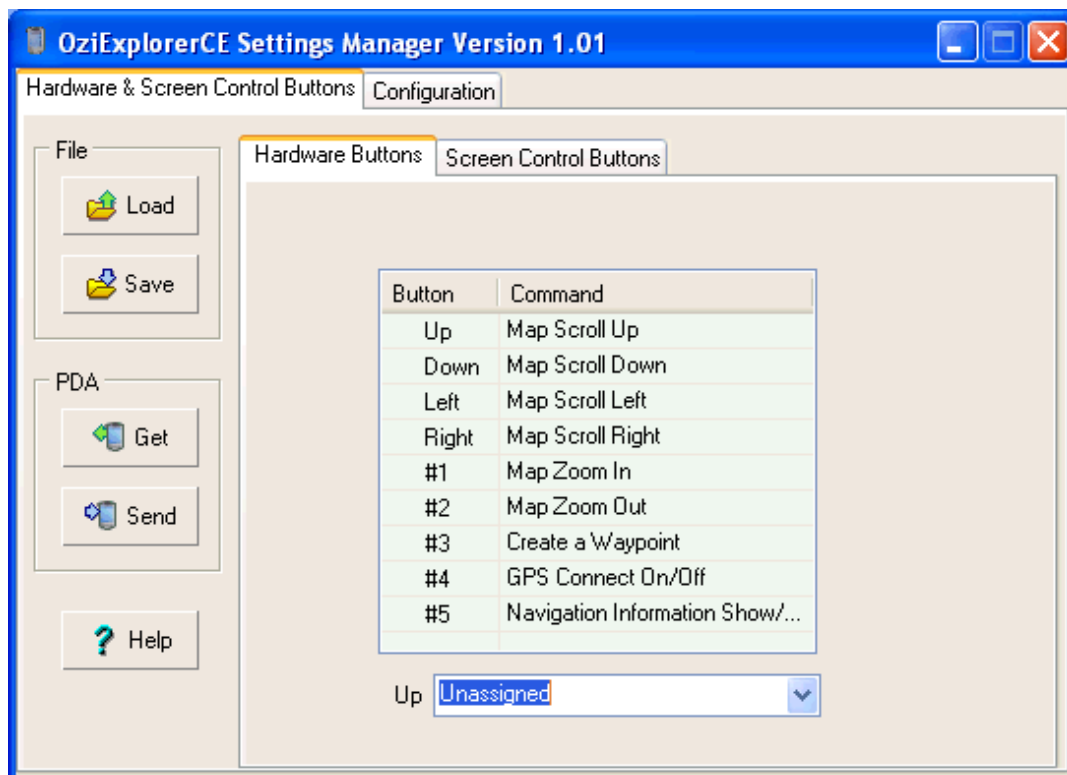 OziExplorerCE Settings Manager Version 1.01
Hardware & Screen Control Buttons Configuration
File
Load
Save
PDA
Get
Send
Help
Hardware Buttons Screen Control Buttons
Button Command
Up Map Scroll Up
Down Map Scroll Down
Left Map Scroll Left
Right Map Scroll Right
#1 Map Zoom In
#2 Map Zoom Out
#3 Create a Waypoint
#4 GPS Connect On/Off
#5 Navigation Information Show/...
Up Unassigned